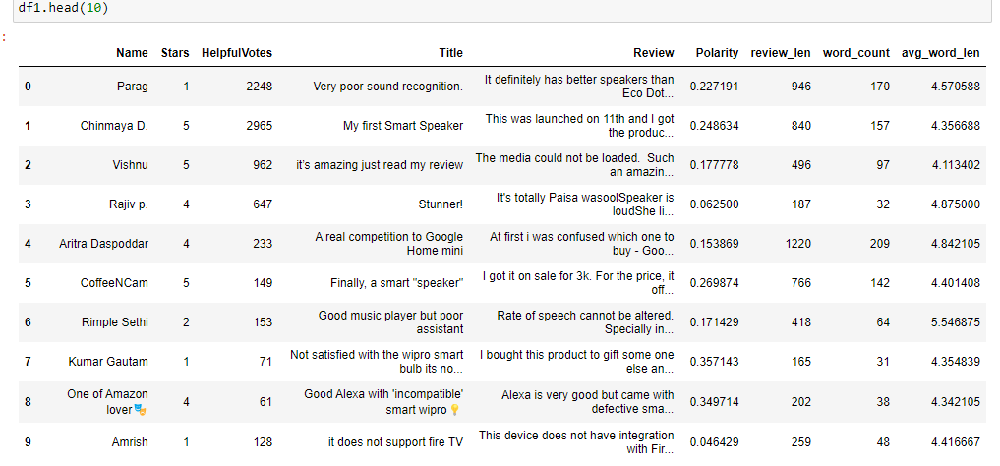 df1.head(10)
:
Name Stars HelpfulVotes Title Review Polarity review_len word_count avg_word_len
0 Parag 1 2248 Very poor sound recognition. It definitely has better speakers than Eco Dot... -0.227191 946 170 4.570588
1 Chinmaya D. 5 2965 My first Smart Speaker This was launched on 11th and I got the produc... 0.248634 840 157 4.356688
2 Vishnu 5 962 it's amazing just read my review The media could not be loaded. Such an amazin... 0.177778 496 97 4.113402
3 Rajiv p. 4 647 Stunner! It's totally Paisa wasoolSpeaker is loudShe li... 0.062500 187 32 4.875000
4 Aritra Daspoddar 4 233 A real competition to Google Home mini At first i was confused which one to buy - Goo... 0.153869 1220 209 4.842105
5 CoffeeNCam 5 149 Finally, a smart "speaker" I got it on sale for 3k. For the price, it off... 0.269874 766 142 4.401408
6 Rimple Sethi 2 153 Good music player but poor assistant Rate of speech cannot be altered. Specially in... 0.171429 418 64 5.546875
7 Kumar Gautam 1 71 Not satisfied with the wipro smart bulb its no... I bought this product to gift some one else an... 0.357143 165 31 4.354839
8 One of Amazon lover🎭 4 61 Good Alexa with 'incompatible' smart wipro💡 Alexa is very good but came with defective sma... 0.349714 202 38 4.342105
9 Amrish 1 128 it does not support fire TV This device does not have integration with Fir... 0.046429 259 48 4.416667